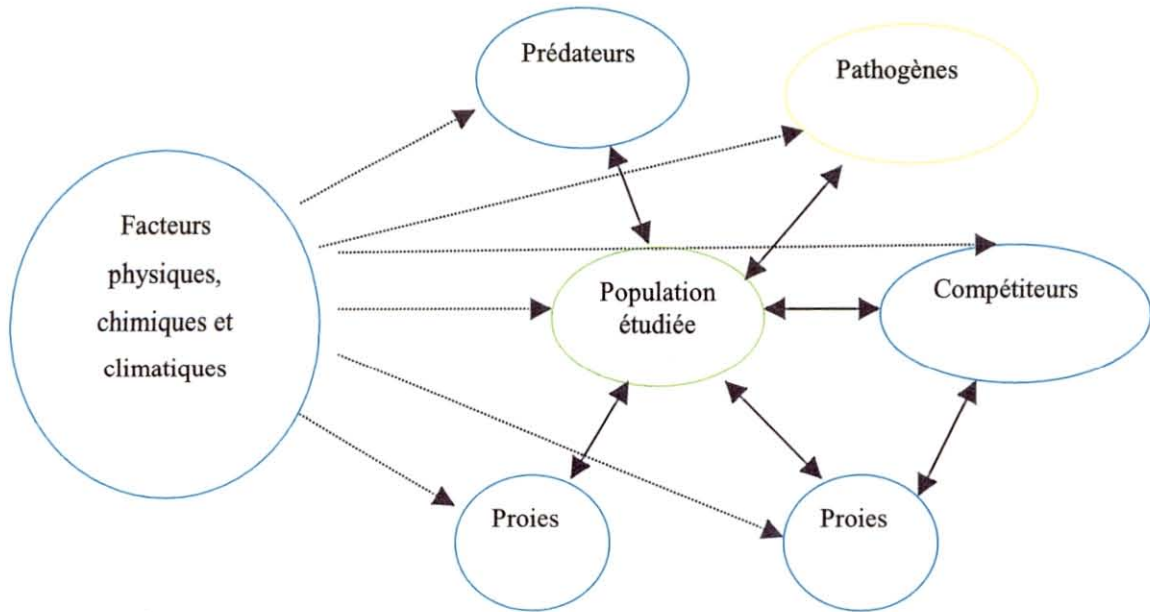 Prédateurs
Pathogènes
Facteurs
physiques,
chimiques et
climatiques
Population
étudiée
Compétiteurs
Proies
Proies